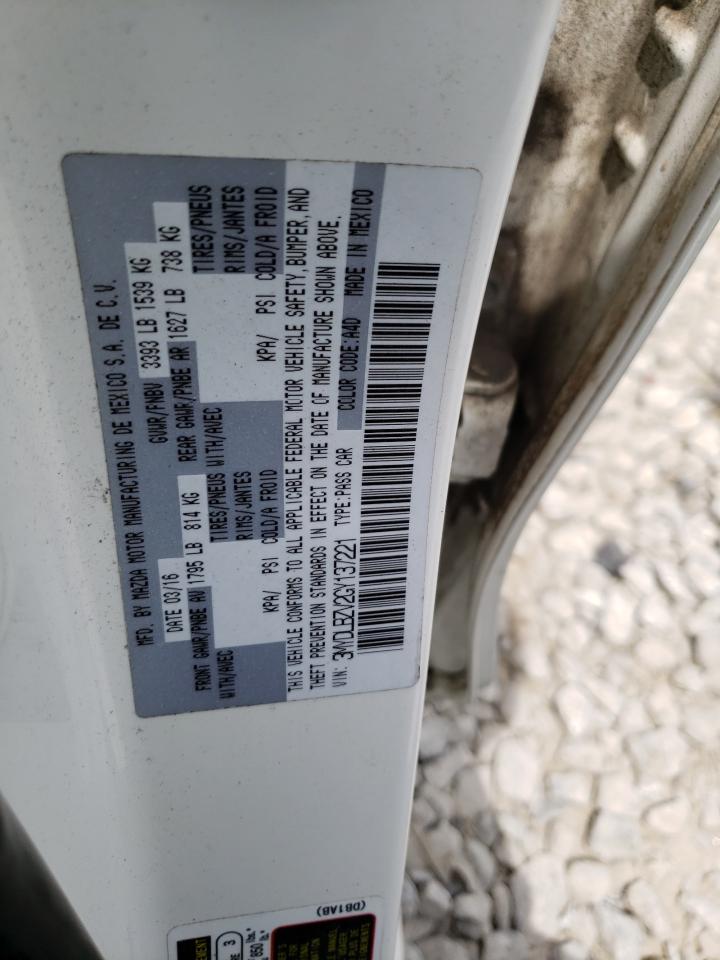 MFD. BY MAZDA MOTOR MANUFACTURING DE MEXICO S.A. DE C.V.
DATE 03/16 GVWR/PNBV 3393 LB 1539 KG
FRONT GAWR/PNBE AV 1795 LB 814 KG REAR GAWR/PNBE AR 1627 LB 738 KG
WITH/AVEC TIRES/PNEUS WITH/AVEC TIRES/PNEUS
RIMS/JANTES RIMS/JANTES
KPA/ PSI COLD/A FROID KPA/ PSI COLD/A FROID
THIS VEHICLE CONFORMS TO ALL APPLICABLE FEDERAL MOTOR VEHICLE SAFETY, BUMPER, AND
THEFT PREVENTION STANDARDS IN EFFECT ON THE DATE OF MANUFACTURE SHOWN ABOVE.
VIN: 3MYDLBZV2GY137221 TYPE:PASS CAR COLOR CODE:A4D MADE IN MEXICO
(DB1AB)